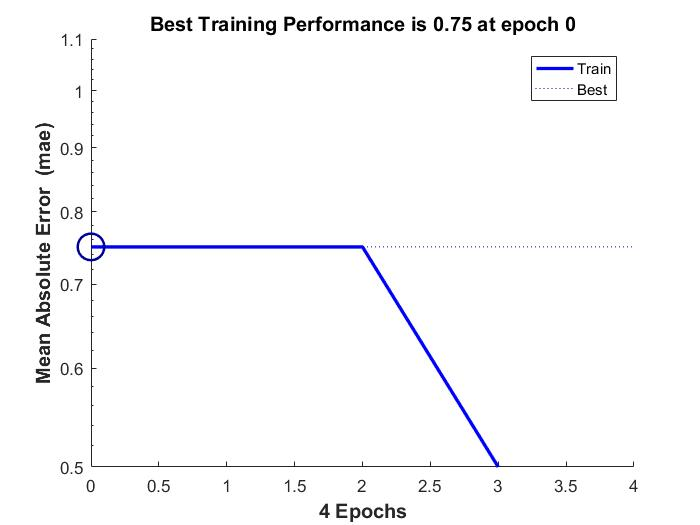 Best Training Performance is 0.75 at epoch 0
1.1
1
0.9
0.8
0.7
0.6
0.5
Mean Absolute Error (mae)
Train
Best
0 0.5 1 1.5 2 2.5 3 3.5 4
4 Epochs